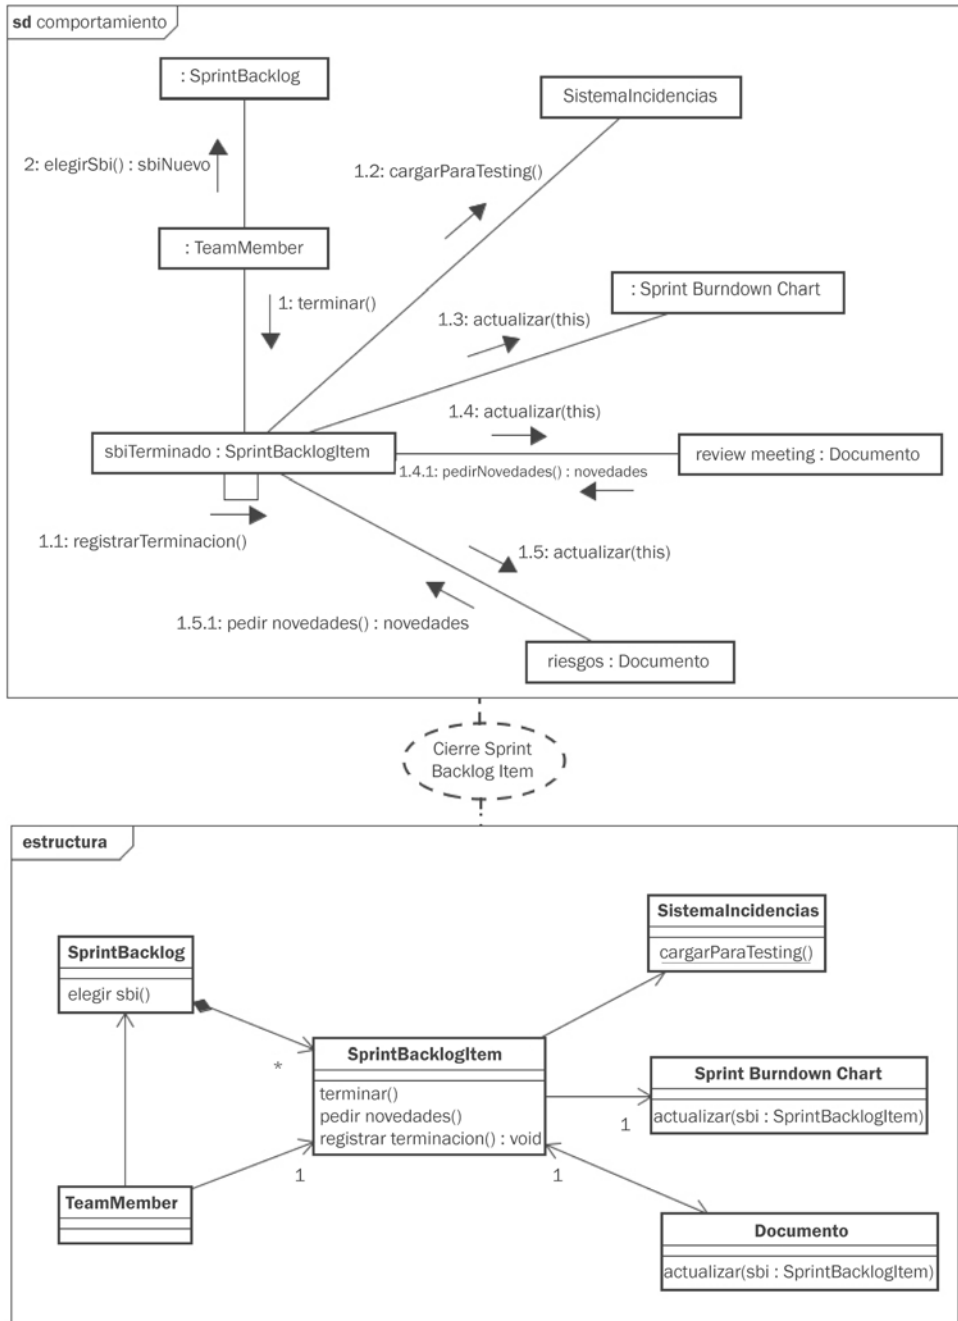 sd comportamiento
: SprintBacklog
SistemaIncidencias
2: elegirSbi() : sbiNuevo
1.2: cargarParaTesting()
: TeamMember
1: terminar()
: Sprint Burndown Chart
1.3: actualizar(this)
1.4: actualizar(this)
sbiTerminado : SprintBacklogItem
review meeting : Documento
1.4.1: pedirNovedades() : novedades
1.1: registrarTerminacion()
1.5: actualizar(this)
1.5.1: pedir novedades() : novedades
riesgos : Documento
Cierre Sprint
Backlog Item
estructura
SistemaIncidencias
cargarParaTesting()
SprintBacklog
elegir sbi()
*
SprintBacklogItem
terminar()
pedir novedades()
registrar terminacion() : void
Sprint Burndown Chart
actualizar(sbi : SprintBacklogItem)
1
1
1
TeamMember
Documento
actualizar(sbi : SprintBacklogItem)